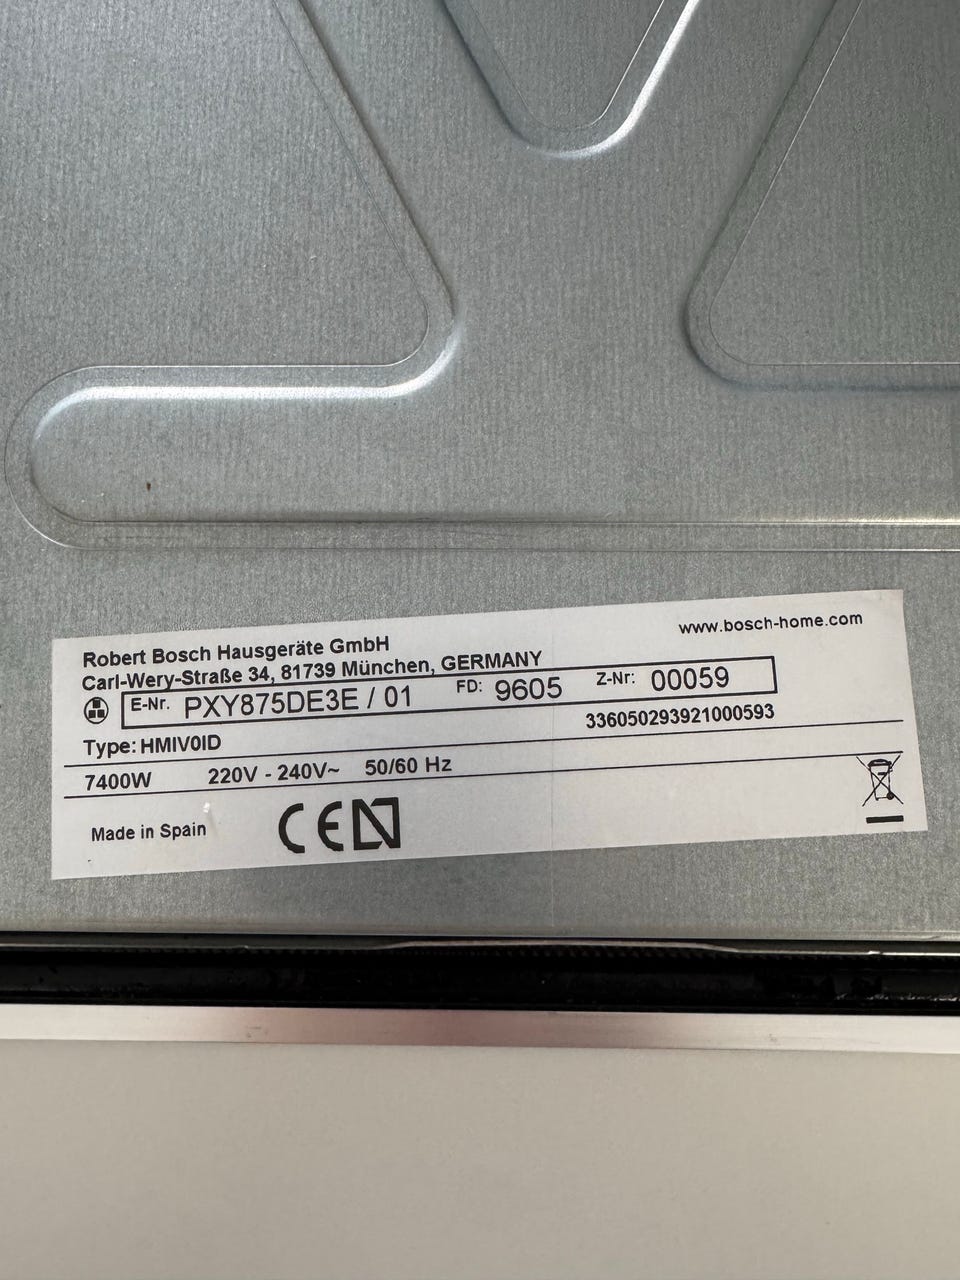 www.bosch-home.com
Robert Bosch Hausgeräte GmbH
Carl-Wery-Straße 34, 81739 München, GERMANY
E-Nr. PXY875DE3E / 01 FD: 9605 Z-Nr: 00059
Type: HMIV0ID 336050293921000593
7400W 220V - 240V~ 50/60 Hz
Made in Spain CE N